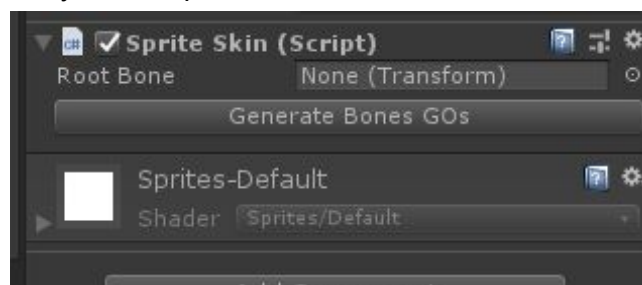 Sprite Skin (Script)
Root Bone None (Transform)
Generate Bones GOs
Sprites-Default
Shader Sprites/Default